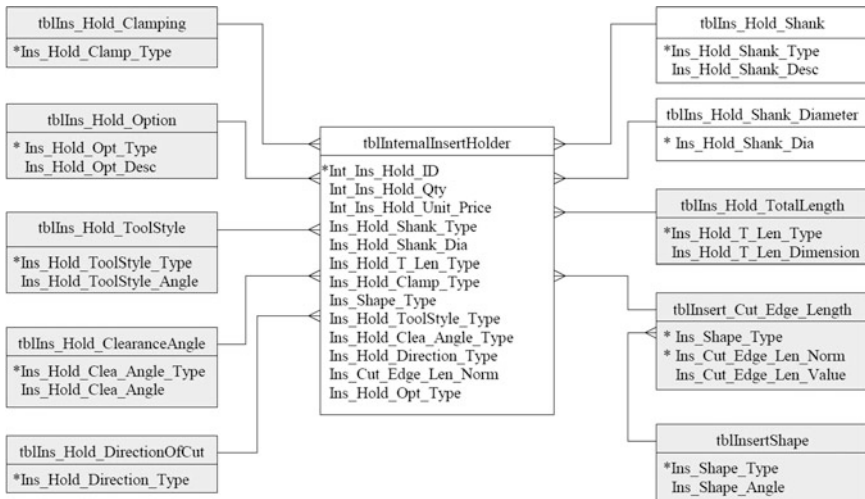 tblIns_Hold_Clamping
*Ins_Hold_Clamp_Type
tblIns_Hold_Option
* Ins_Hold_Opt_Type
Ins_Hold_Opt_Desc
tblIns_Hold_ToolStyle
*Ins_Hold_ToolStyle_Type
Ins_Hold_ToolStyle_Angle
tblIns_Hold_ClearanceAngle
*Ins_Hold_Clea_Angle_Type
Ins_Hold_Clea_Angle
tblIns_Hold_DirectionOfCut
*Ins_Hold_Direction_Type
tblInternalInsertHolder
*Int_Ins_Hold_ID
Int_Ins_Hold_Qty
Int_Ins_Hold_Unit_Price
Ins_Hold_Shank_Type
Ins_Hold_Shank_Dia
Ins_Hold_T_Len_Type
Ins_Hold_Clamp_Type
Ins_Shape_Type
Ins_Hold_ToolStyle_Type
Ins_Hold_Clea_Angle_Type
Ins_Hold_Direction_Type
Ins_Cut_Edge_Len_Norm
Ins_Hold_Opt_Type
tblIns_Hold_Shank
*Ins_Hold_Shank_Type
Ins_Hold_Shank_Desc
tblIns_Hold_Shank_Diameter
* Ins_Hold_Shank_Dia
tblIns_Hold_TotalLength
*Ins_Hold_T_Len_Type
Ins_Hold_T_Len_Dimension
tblInsert_Cut_Edge_Length
* Ins_Shape_Type
* Ins_Cut_Edge_Len_Norm
Ins_Cut_Edge_Len_Value
tblInsertShape
*Ins_Shape_Type
Ins_Shape_Angle